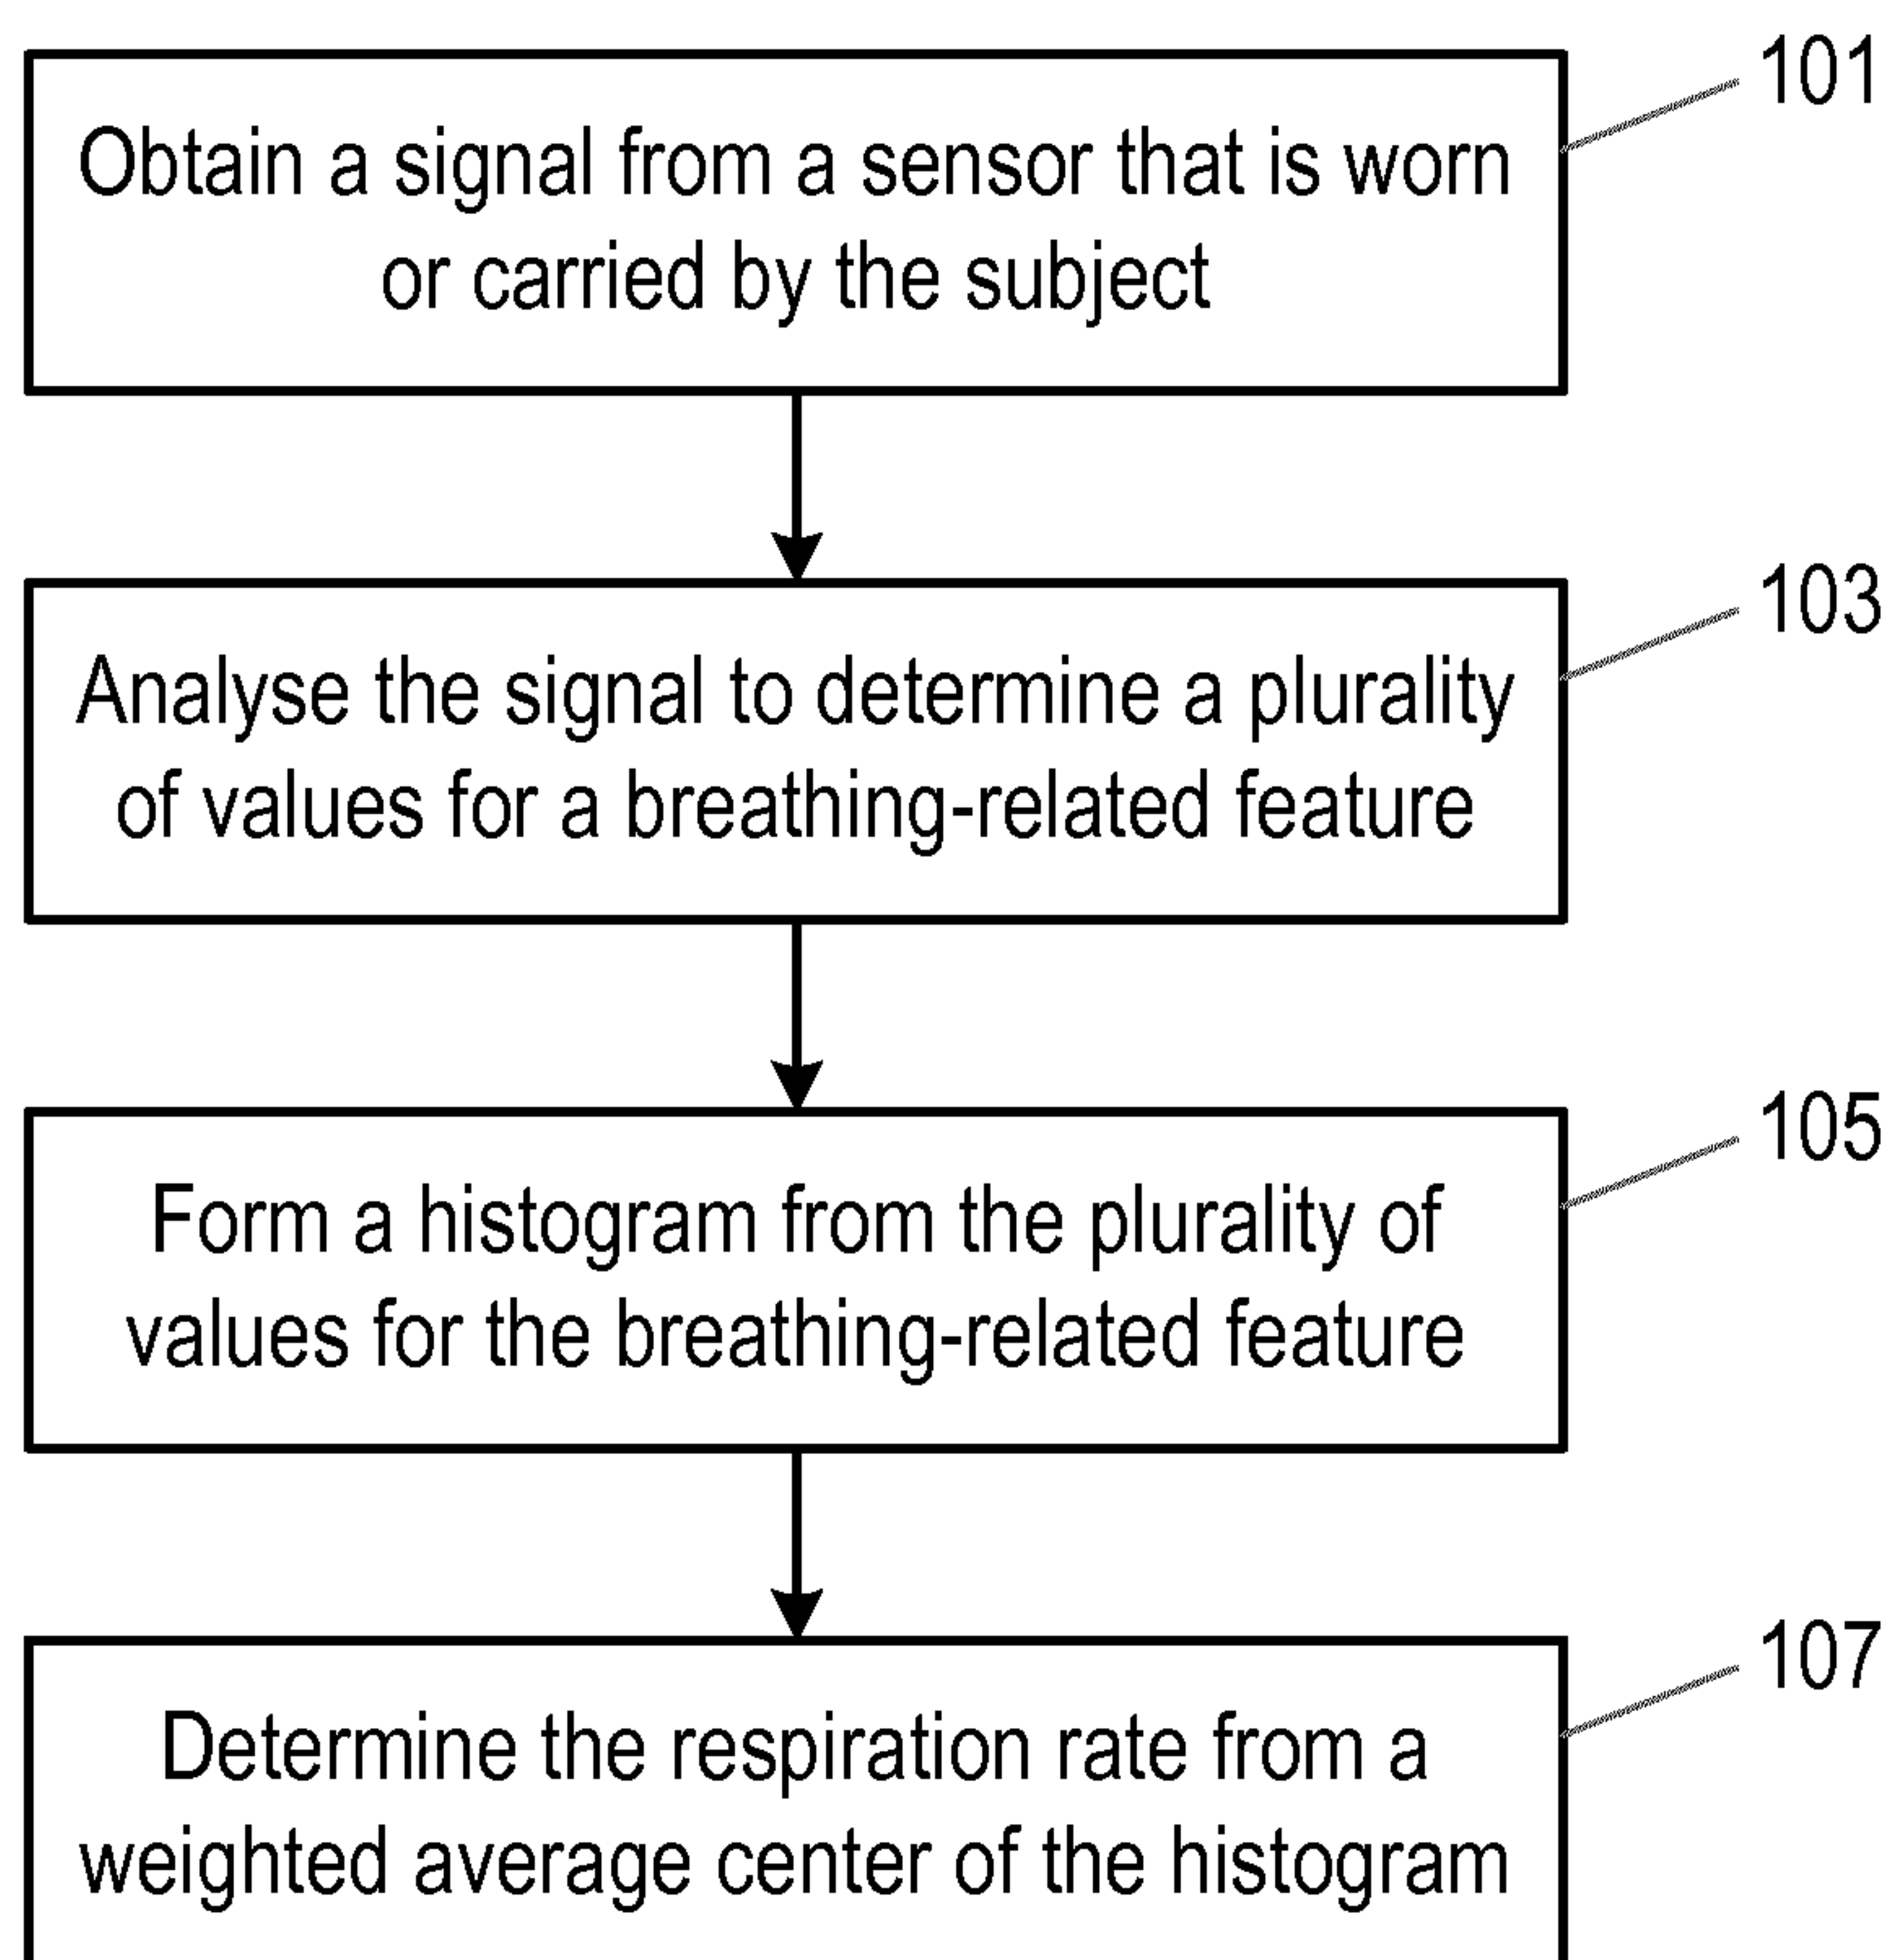 101
Obtain a signal from a sensor that is worn
or carried by the subject
103
Analyse the signal to determine a plurality
of values for a breathing-related feature
105
Form a histogram from the plurality of
values for the breathing-related feature
107
Determine the respiration rate from a
weighted average center of the histogram